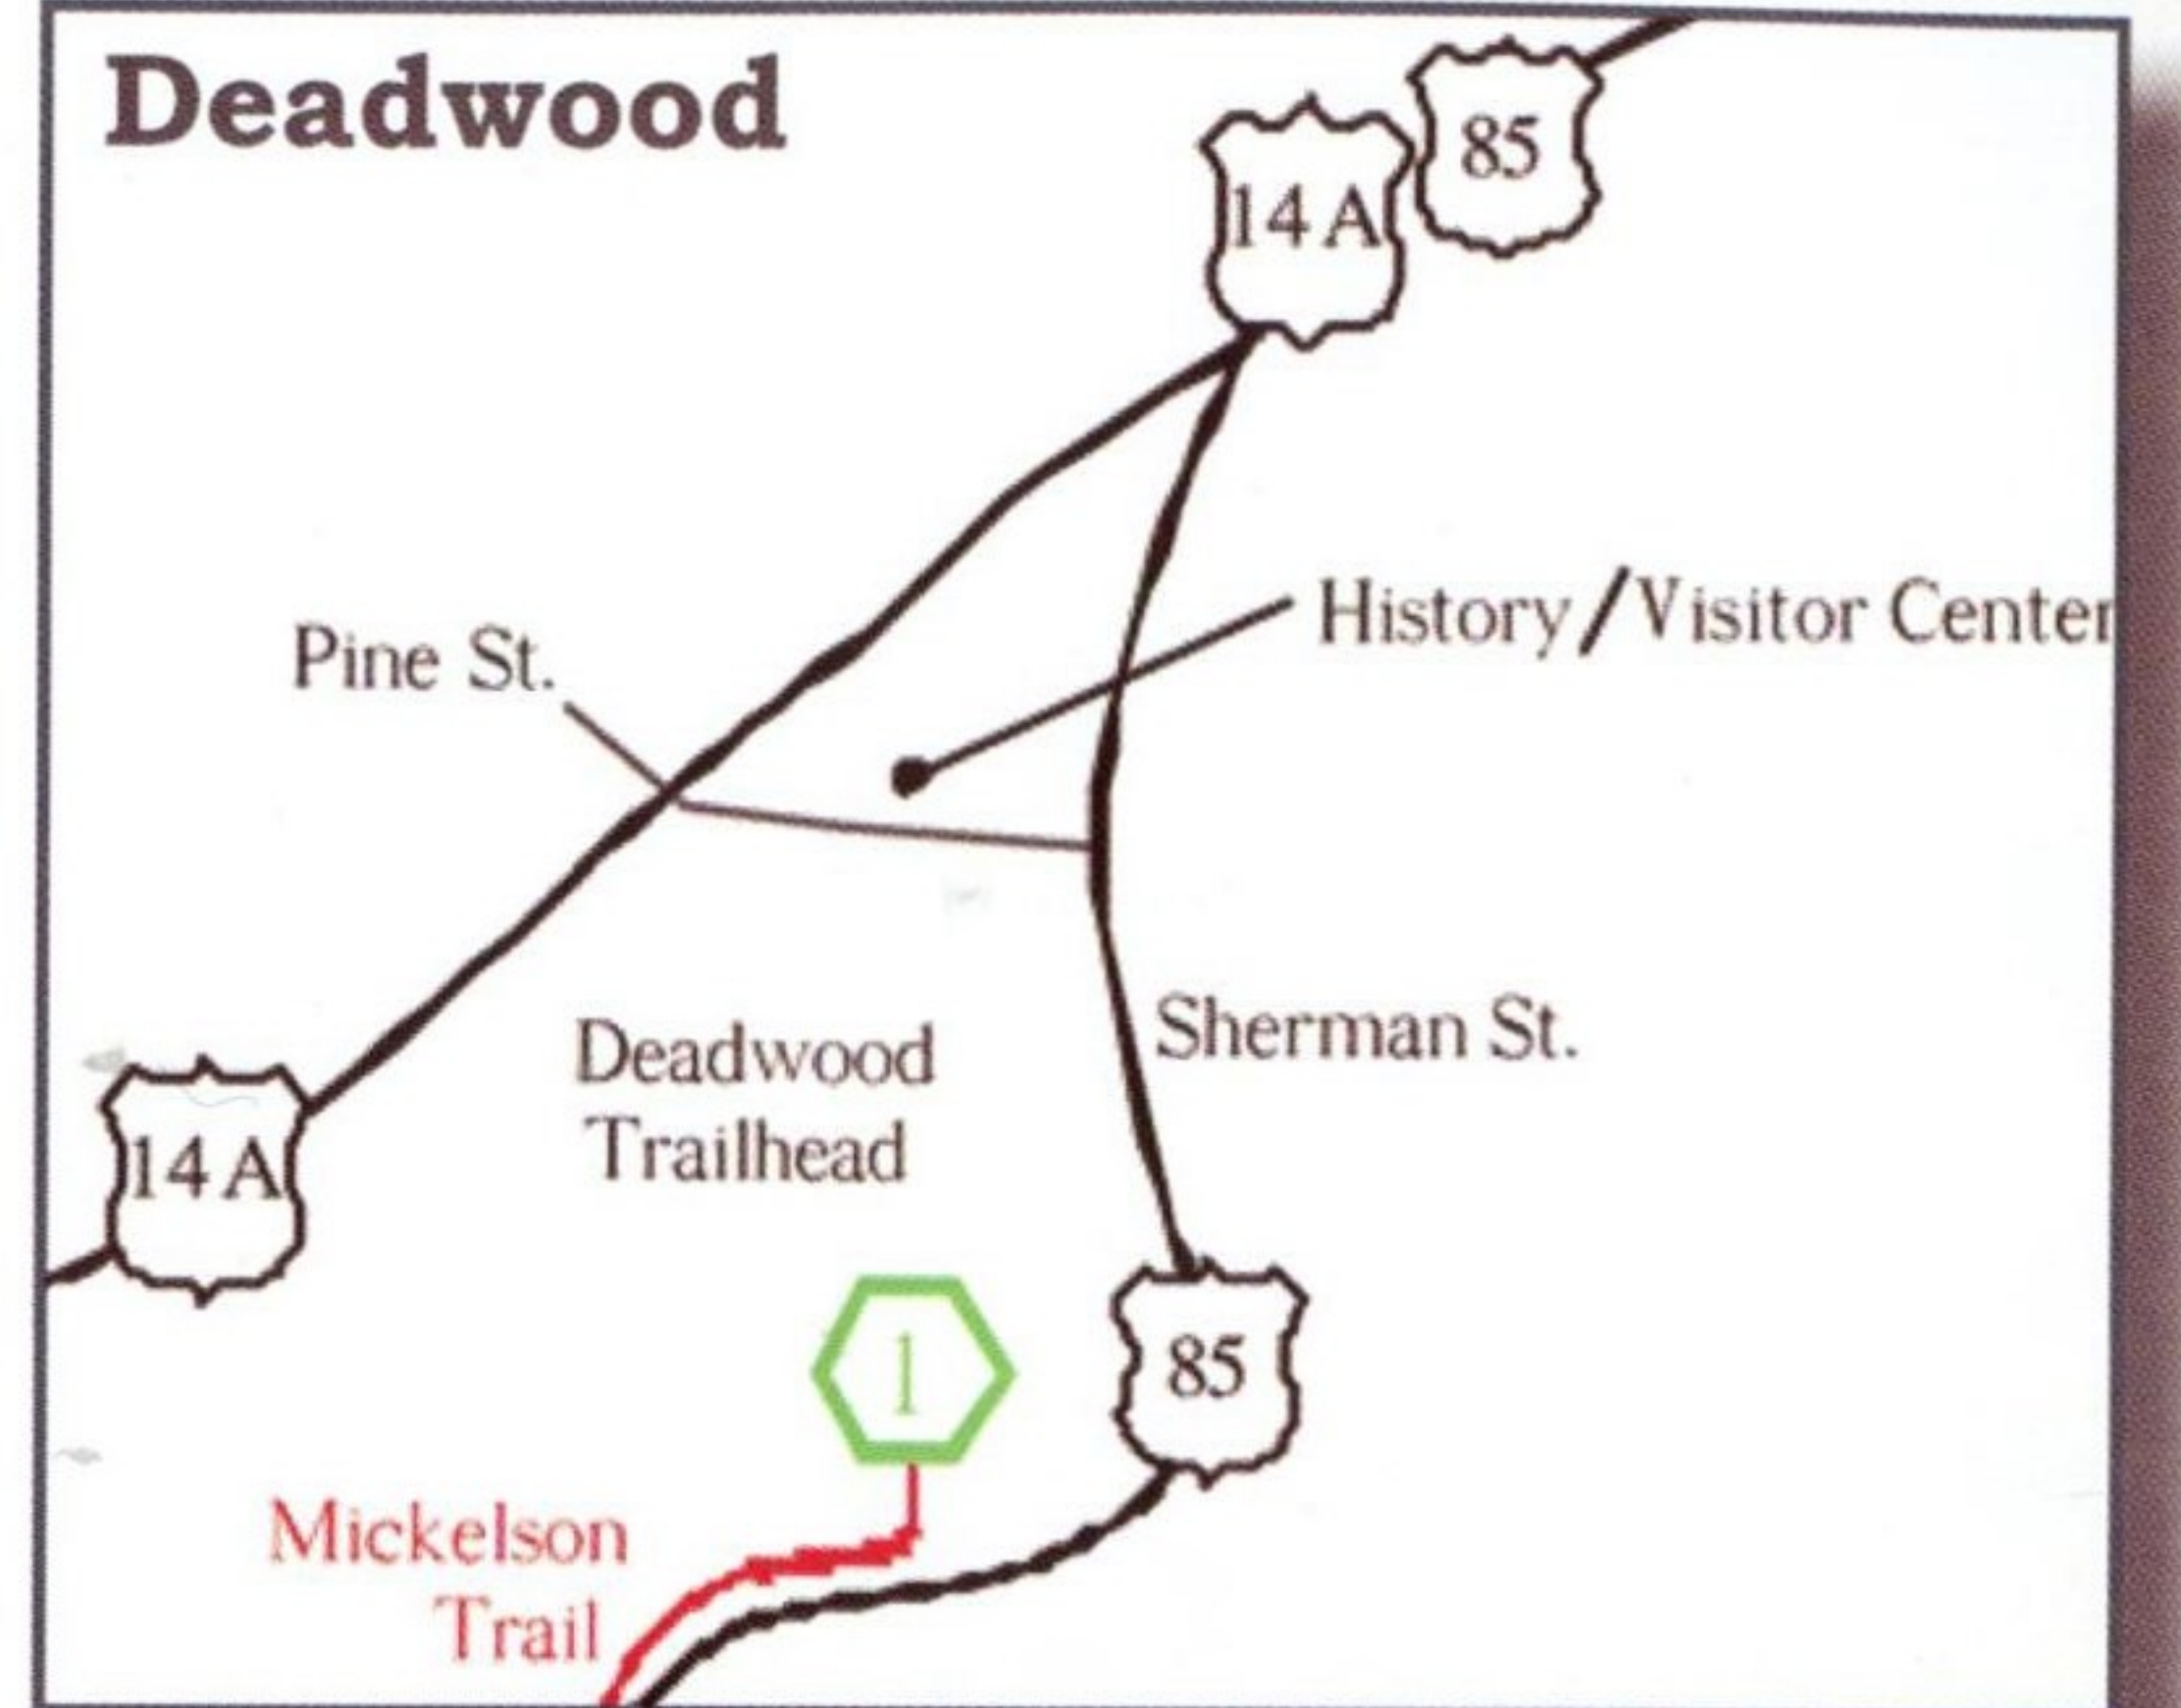 Deadwood
85
14 A
History/Visitor Center
Pine St.
Sherman St.
Deadwood
Trailhead
14 A
85
1
Mickelson
Trail